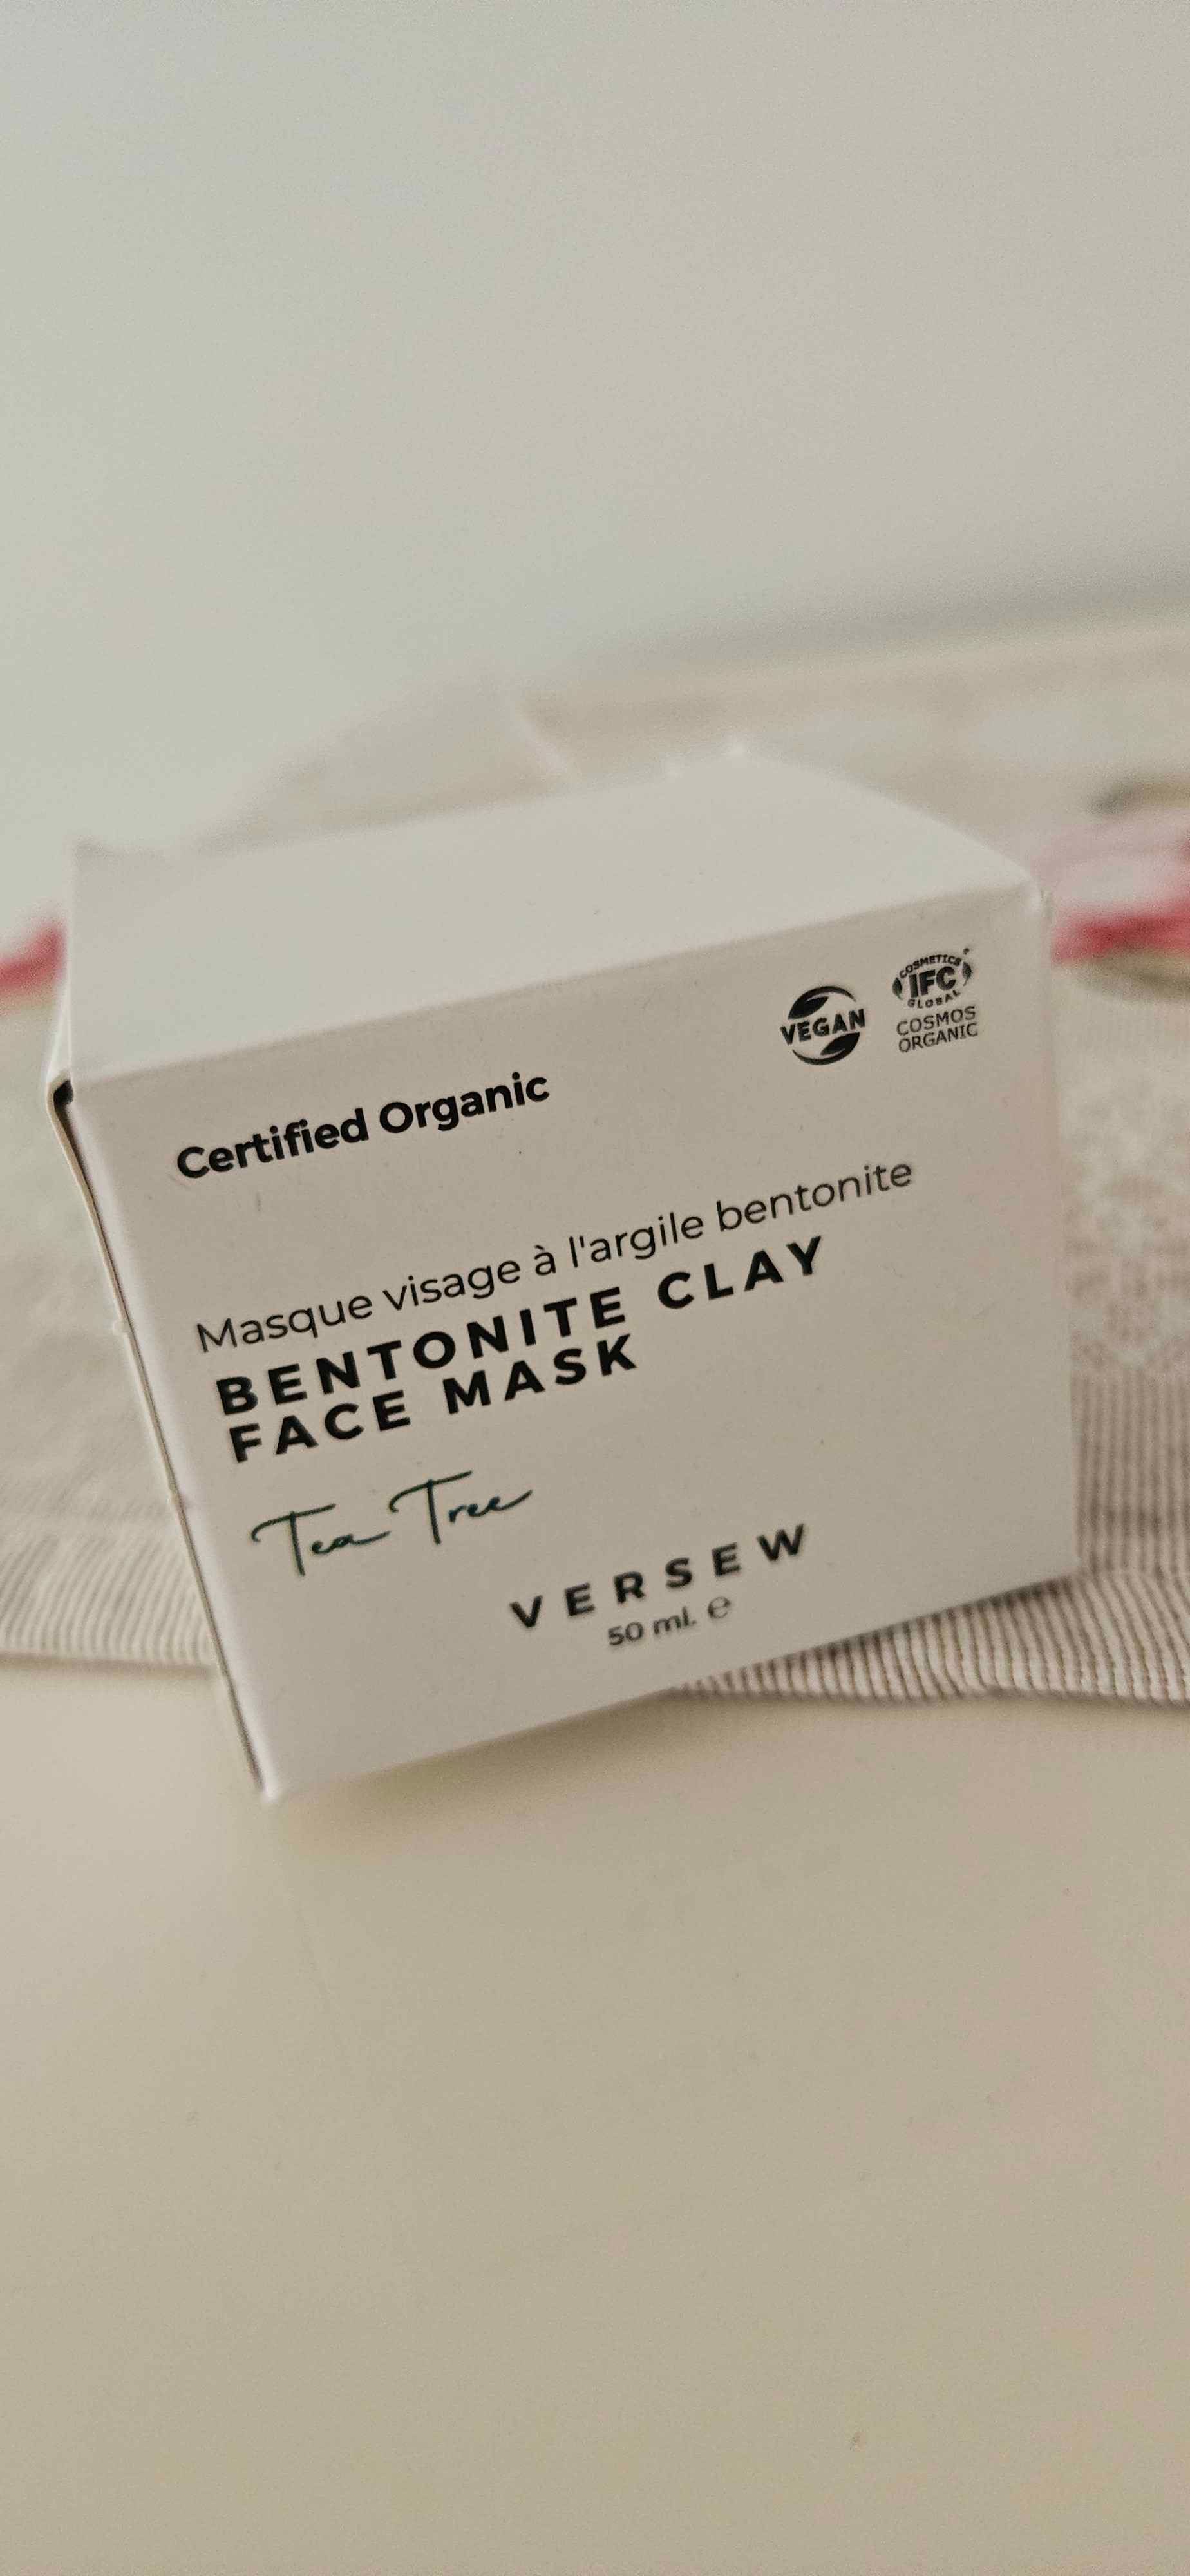 VEGAN
COSMETICS
IFC
GLOBAL
COSMOS
ORGANIC
Certified Organic
Masque visage à l'argile bentonite
BENTONITE CLAY
FACE MASK
Tea Tree
VERSEW
50 ml. ℮